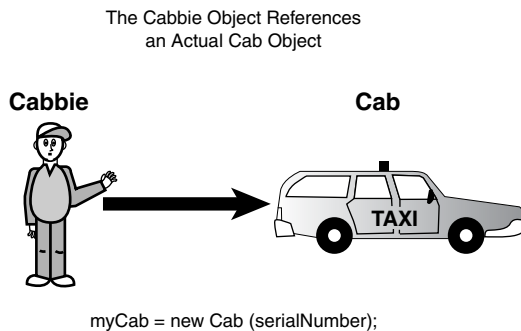 The Cabbie Object References
an Actual Cab Object
Cabbie
Cab
TAXI
myCab = new Cab (serialNumber);